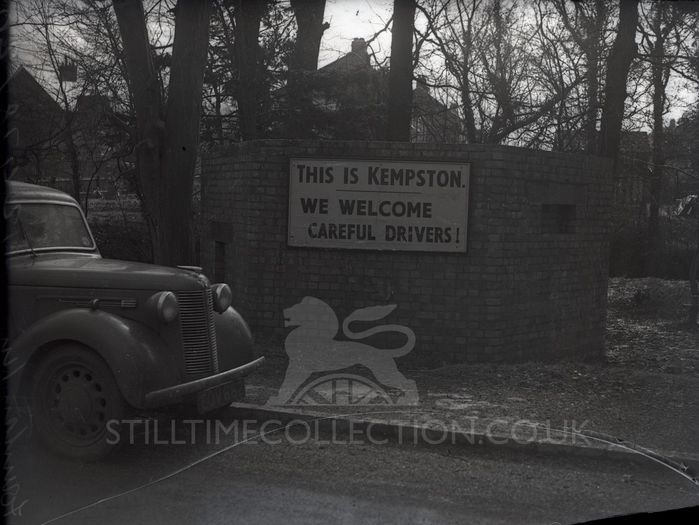 THIS IS KEMPSTON.
WE WELCOME
CAREFUL DRIVERS!
STILLTIMECOLLECTION.CO.UK